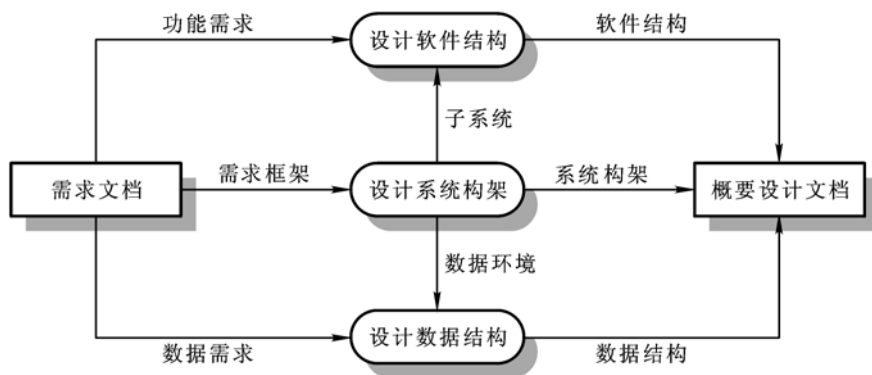 功能需求
设计软件结构
软件结构
子系统
需求文档
需求框架
设计系统构架
系统构架
概要设计文档
数据环境
数据需求
设计数据结构
数据结构